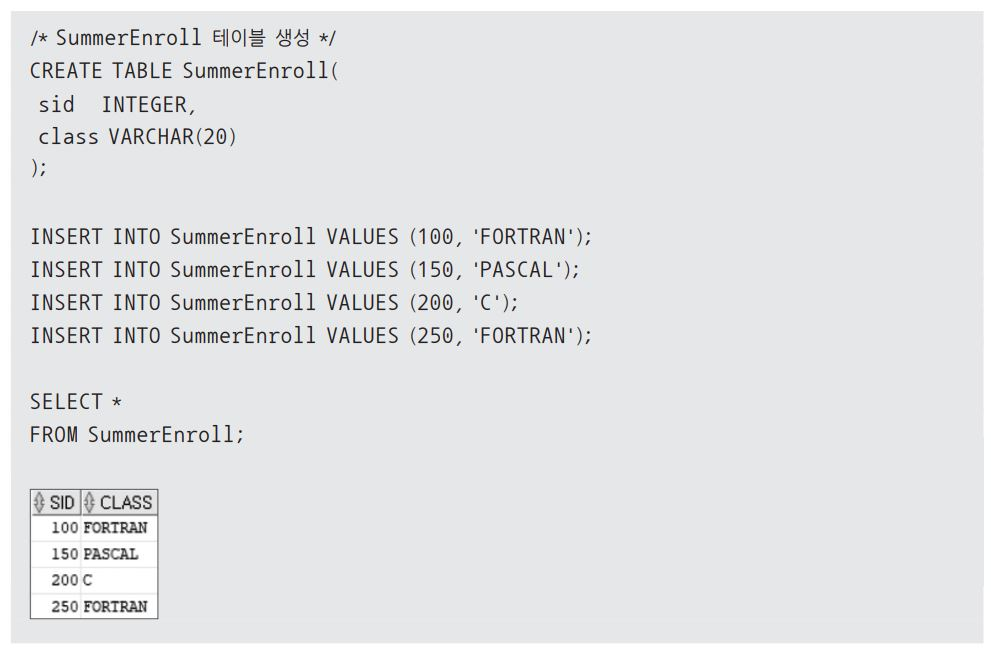 /* SummerEnroll 테이블 생성 */
CREATE TABLE SummerEnroll(
sid INTEGER,
class VARCHAR(20)
);
INSERT INTO SummerEnroll VALUES (100, 'FORTRAN');
INSERT INTO SummerEnroll VALUES (150, 'PASCAL');
INSERT INTO SummerEnroll VALUES (200, 'C');
INSERT INTO SummerEnroll VALUES (250, 'FORTRAN');
SELECT *
FROM SummerEnroll;
SID CLASS
100 FORTRAN
150 PASCAL
200 C
250 FORTRAN